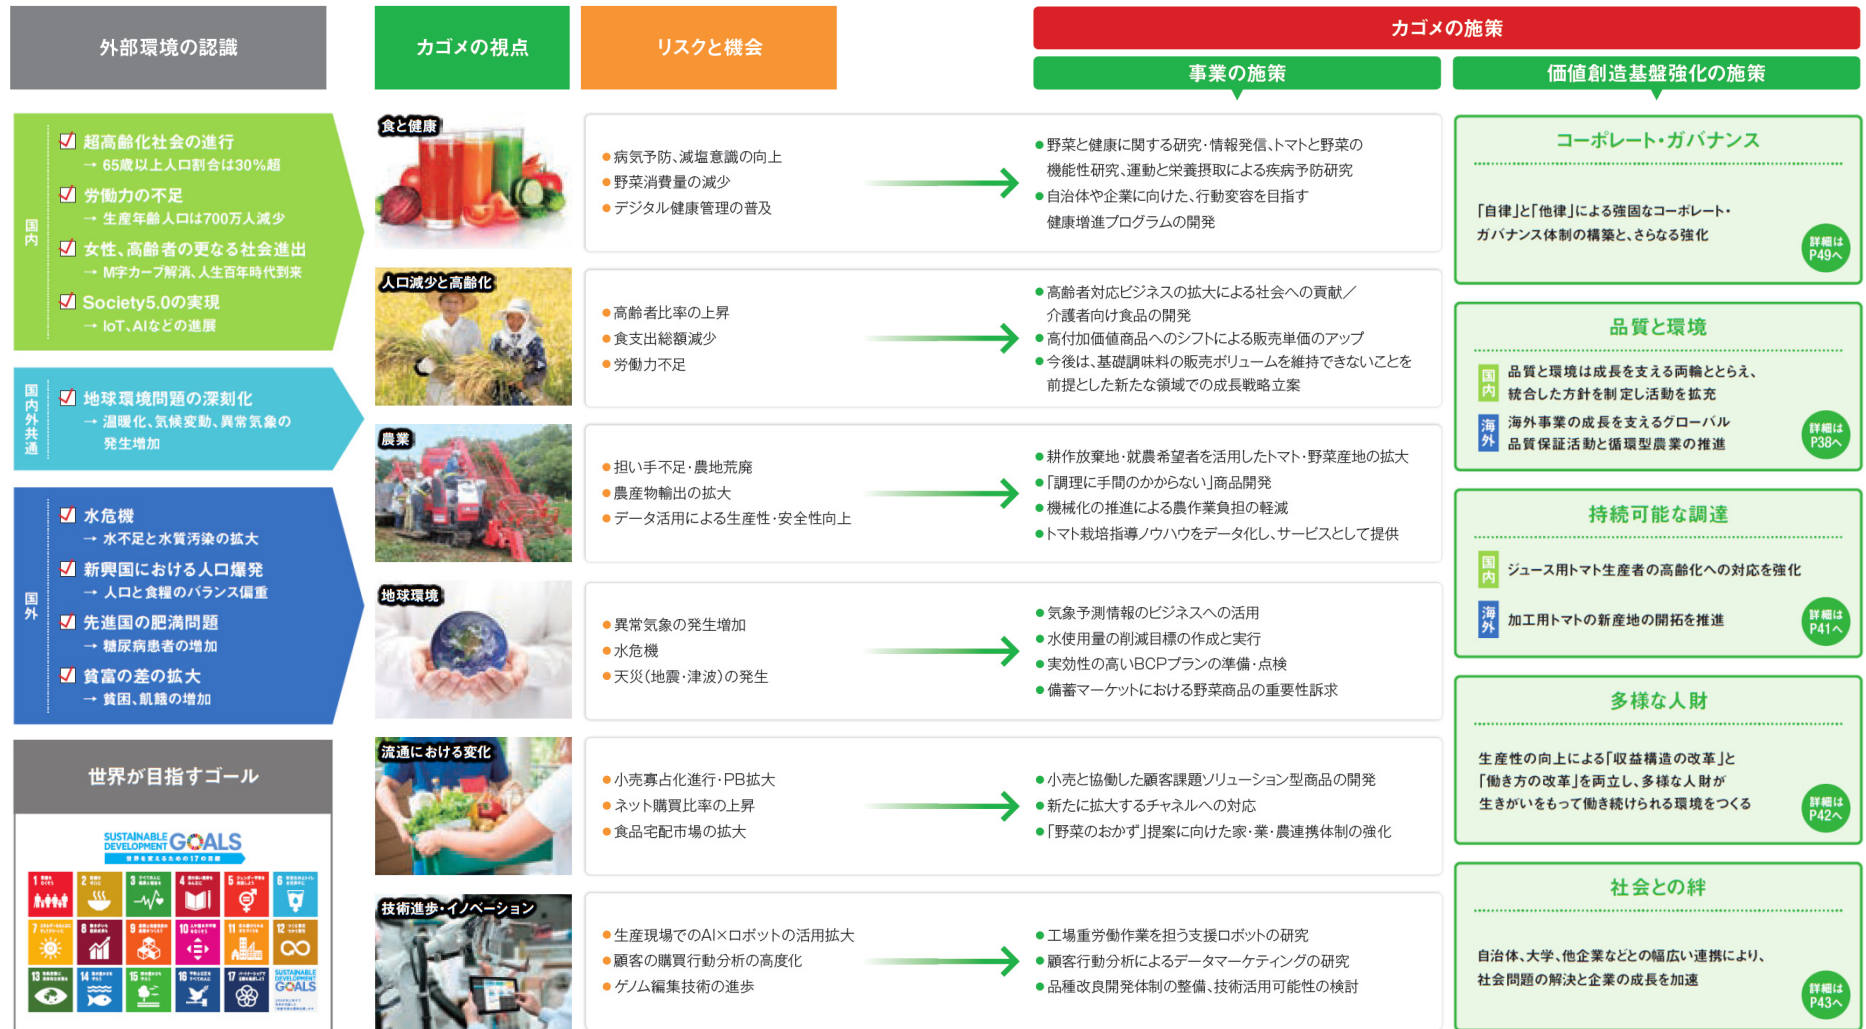 外部環境の認識
カゴメの視点
リスクと機会
カゴメの施策
事業の施策
価値創造基盤強化の施策
国内
超高齢化社会の進行
→ 65歳以上人口割合は30%超
労働力の不足
→ 生産年齢人口は700万人減少
女性、高齢者の更なる社会進出
→ M字カーブ解消、人生百年時代到来
Society5.0の実現
→ IoT、AIなどの進展
国内外共通
地球環境問題の深刻化
→ 温暖化、気候変動、異常気象の
発生増加
国外
水危機
→ 水不足と水質汚染の拡大
新興国における人口爆発
→ 人口と食糧のバランス偏重
先進国の肥満問題
→ 糖尿病患者の増加
貧富の差の拡大
→ 貧困、飢餓の増加
世界が目指すゴール
SUSTAINABLE
DEVELOPMENT GOALS
世界を変えるための17の目標
1
2
3
4
5
6
7
8
9
10
11
12
13
14
15
16
17
SUSTAINABLE
DEVELOPMENT
GOALS
食と健康
●病気予防、減塩意識の向上
●野菜消費量の減少
●デジタル健康管理の普及
●野菜と健康に関する研究・情報発信、トマトと野菜の
機能性研究、運動と栄養摂取による疾病予防研究
●自治体や企業に向けた、行動変容を目指す
健康増進プログラムの開発
人口減少と高齢化
●高齢者比率の上昇
●食支出総額減少
●労働力不足
●高齢者対応ビジネスの拡大による社会への貢献／
介護者向け食品の開発
●高付加価値商品へのシフトによる販売単価のアップ
●今後は、基礎調味料の販売ボリュームを維持できないことを
前提とした新たな領域での成長戦略立案
農業
●担い手不足・農地荒廃
●農産物輸出の拡大
●データ活用による生産性・安全性向上
●耕作放棄地・就農希望者を活用したトマト・野菜産地の拡大
●「調理に手間のかからない」商品開発
●機械化の推進による農作業負担の軽減
●トマト栽培指導ノウハウをデータ化し、サービスとして提供
地球環境
●異常気象の発生増加
●水危機
●天災（地震・津波）の発生
●気象予測情報のビジネスへの活用
●水使用量の削減目標の作成と実行
●実効性の高いBCPプランの準備・点検
●備蓄マーケットにおける野菜商品の重要性訴求
流通における変化
●小売寡占化進行・PB拡大
●ネット購買比率の上昇
●食品宅配市場の拡大
●小売と協働した顧客課題ソリューション型商品の開発
●新たに拡大するチャネルへの対応
●「野菜のおかず」提案に向けた家・業・農連携体制の強化
技術進歩・イノベーション
●生産現場でのAI×ロボットの活用拡大
●顧客の購買行動分析の高度化
●ゲノム編集技術の進歩
●工場重労働作業を担う支援ロボットの研究
●顧客行動分析によるデータマーケティングの研究
●品種改良開発体制の整備、技術活用可能性の検討
コーポレート・ガバナンス
「自律」と「他律」による強固なコーポレート・
ガバナンス体制の構築と、さらなる強化
詳細は
P49へ
品質と環境
国内
品質と環境は成長を支える両輪ととらえ、
統合した方針を制定し活動を拡充
海外
海外事業の成長を支えるグローバル
品質保証活動と循環型農業の推進
詳細は
P38へ
持続可能な調達
国内
ジュース用トマト生産者の高齢化への対応を強化
海外
加工用トマトの新産地の開拓を推進
詳細は
P41へ
多様な人財
生産性の向上による「収益構造の改革」と
「働き方の改革」を両立し、多様な人財が
生きがいをもって働き続けられる環境をつくる
詳細は
P42へ
社会との絆
自治体、大学、他企業などとの幅広い連携により、
社会問題の解決と企業の成長を加速
詳細は
P43へ